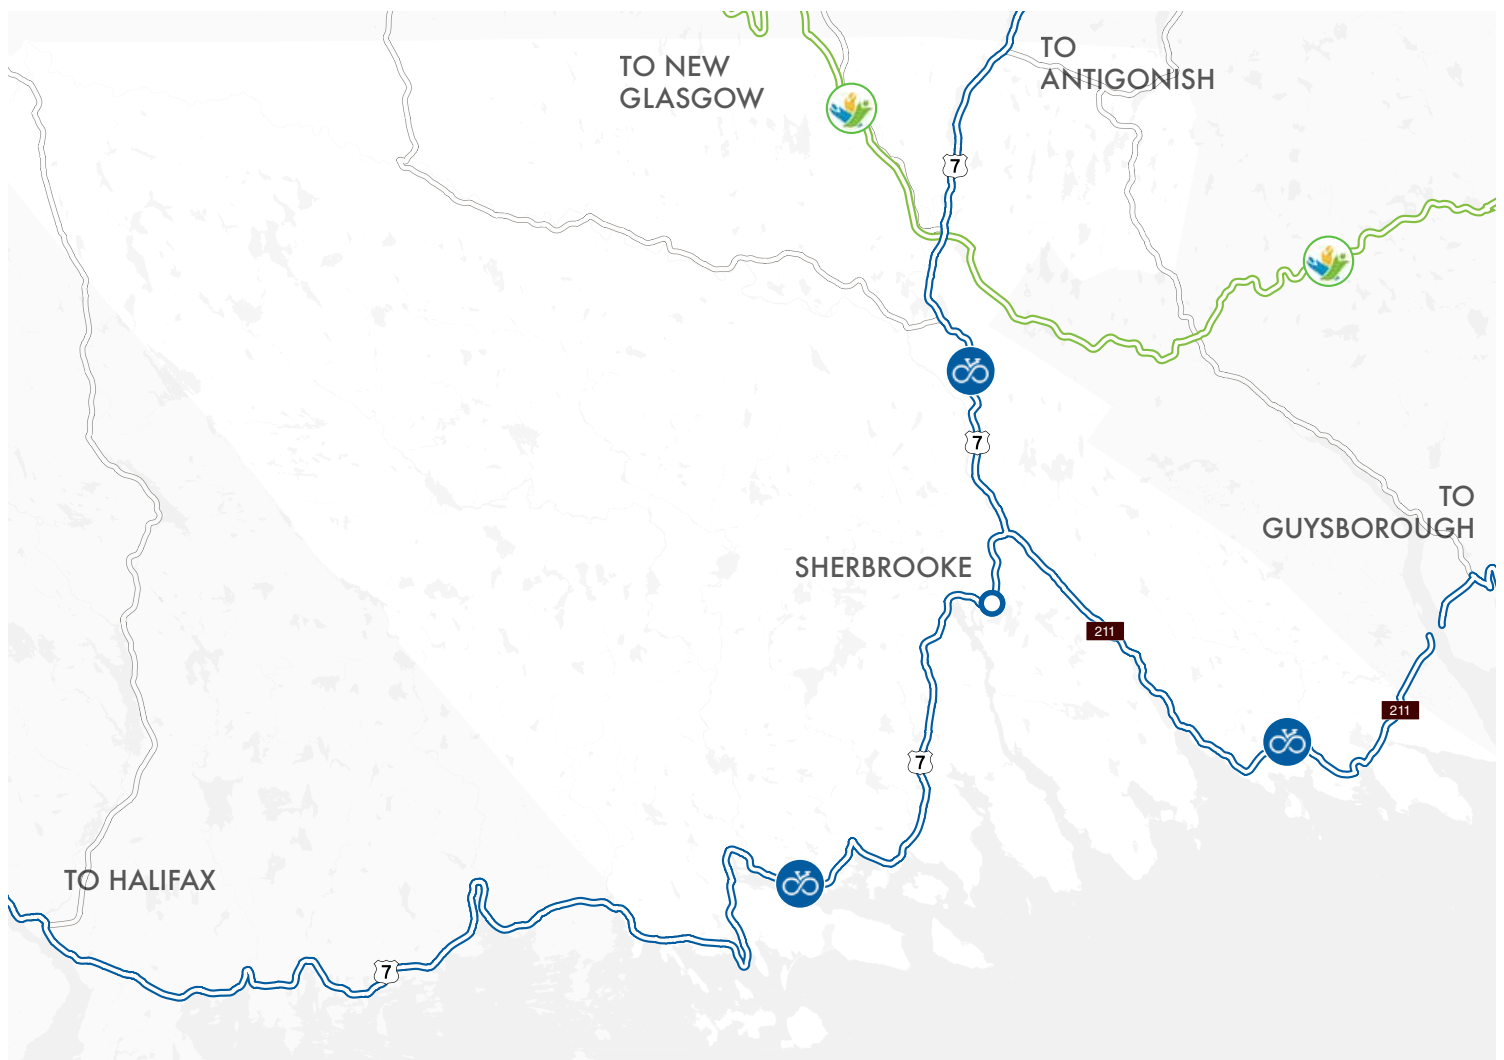 TO
ANTIGONISH
TO NEW
GLASGOW
7
7
TO
GUYSBOROUGH
SHERBROOKE
211
211
7
TO HALIFAX
7